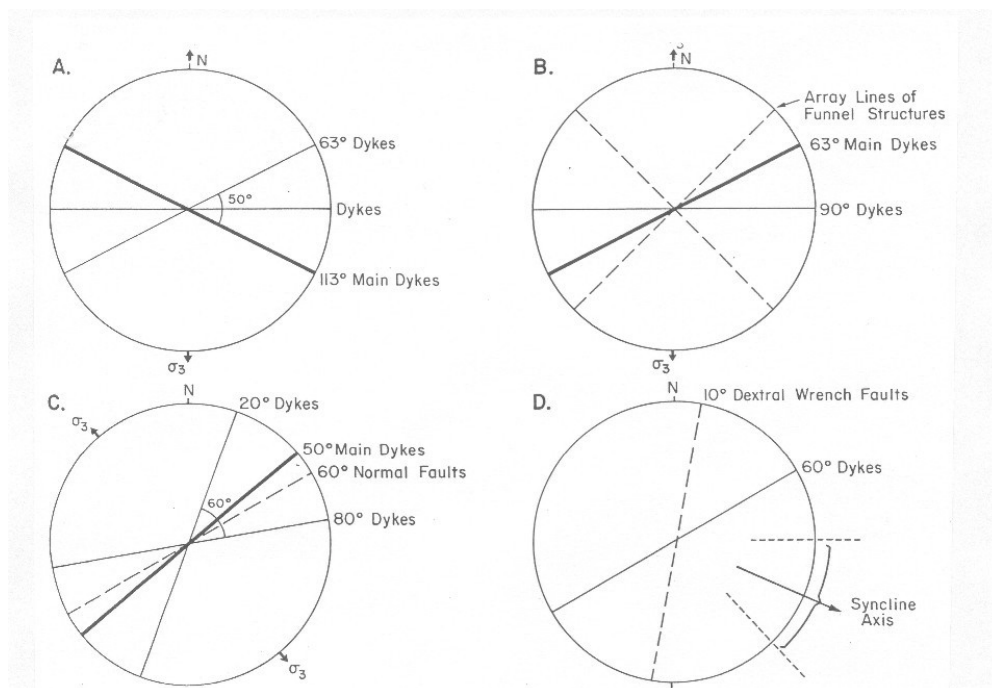 A.
N
63° Dykes
50°
Dykes
113° Main Dykes
σ3
B.
N
Array Lines of
Funnel Structures
63° Main Dykes
90° Dykes
σ3
C.
N
20° Dykes
σ3
50° Main Dykes
60° Normal Faults
60°
80° Dykes
σ3
D.
N
10° Dextral Wrench Faults
60° Dykes
Syncline
Axis